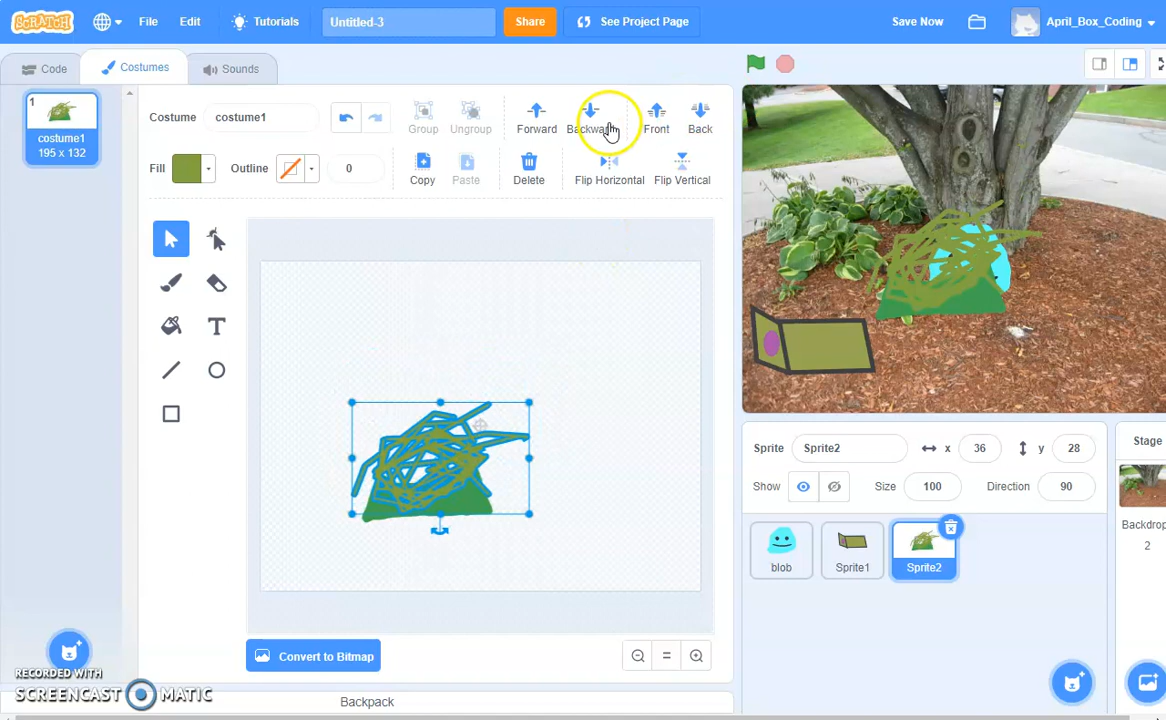 SCRATCH File Edit Tutorials Untitled-3 Share See Project Page Save Now April_Box_Coding
Code Costumes Sounds
1
costume1
195 x 132
Costume costume1 Group Ungroup Forward Backward Front Back
Fill Outline 0 Copy Paste Delete Flip Horizontal Flip Vertical
T
Convert to Bitmap
Backpack
RECORDED WITH
SCREENCAST MATIC
Sprite Sprite2 x 36 y 28
Show Size 100 Direction 90
blob Sprite1 Sprite2
Stage
Backdrop
2